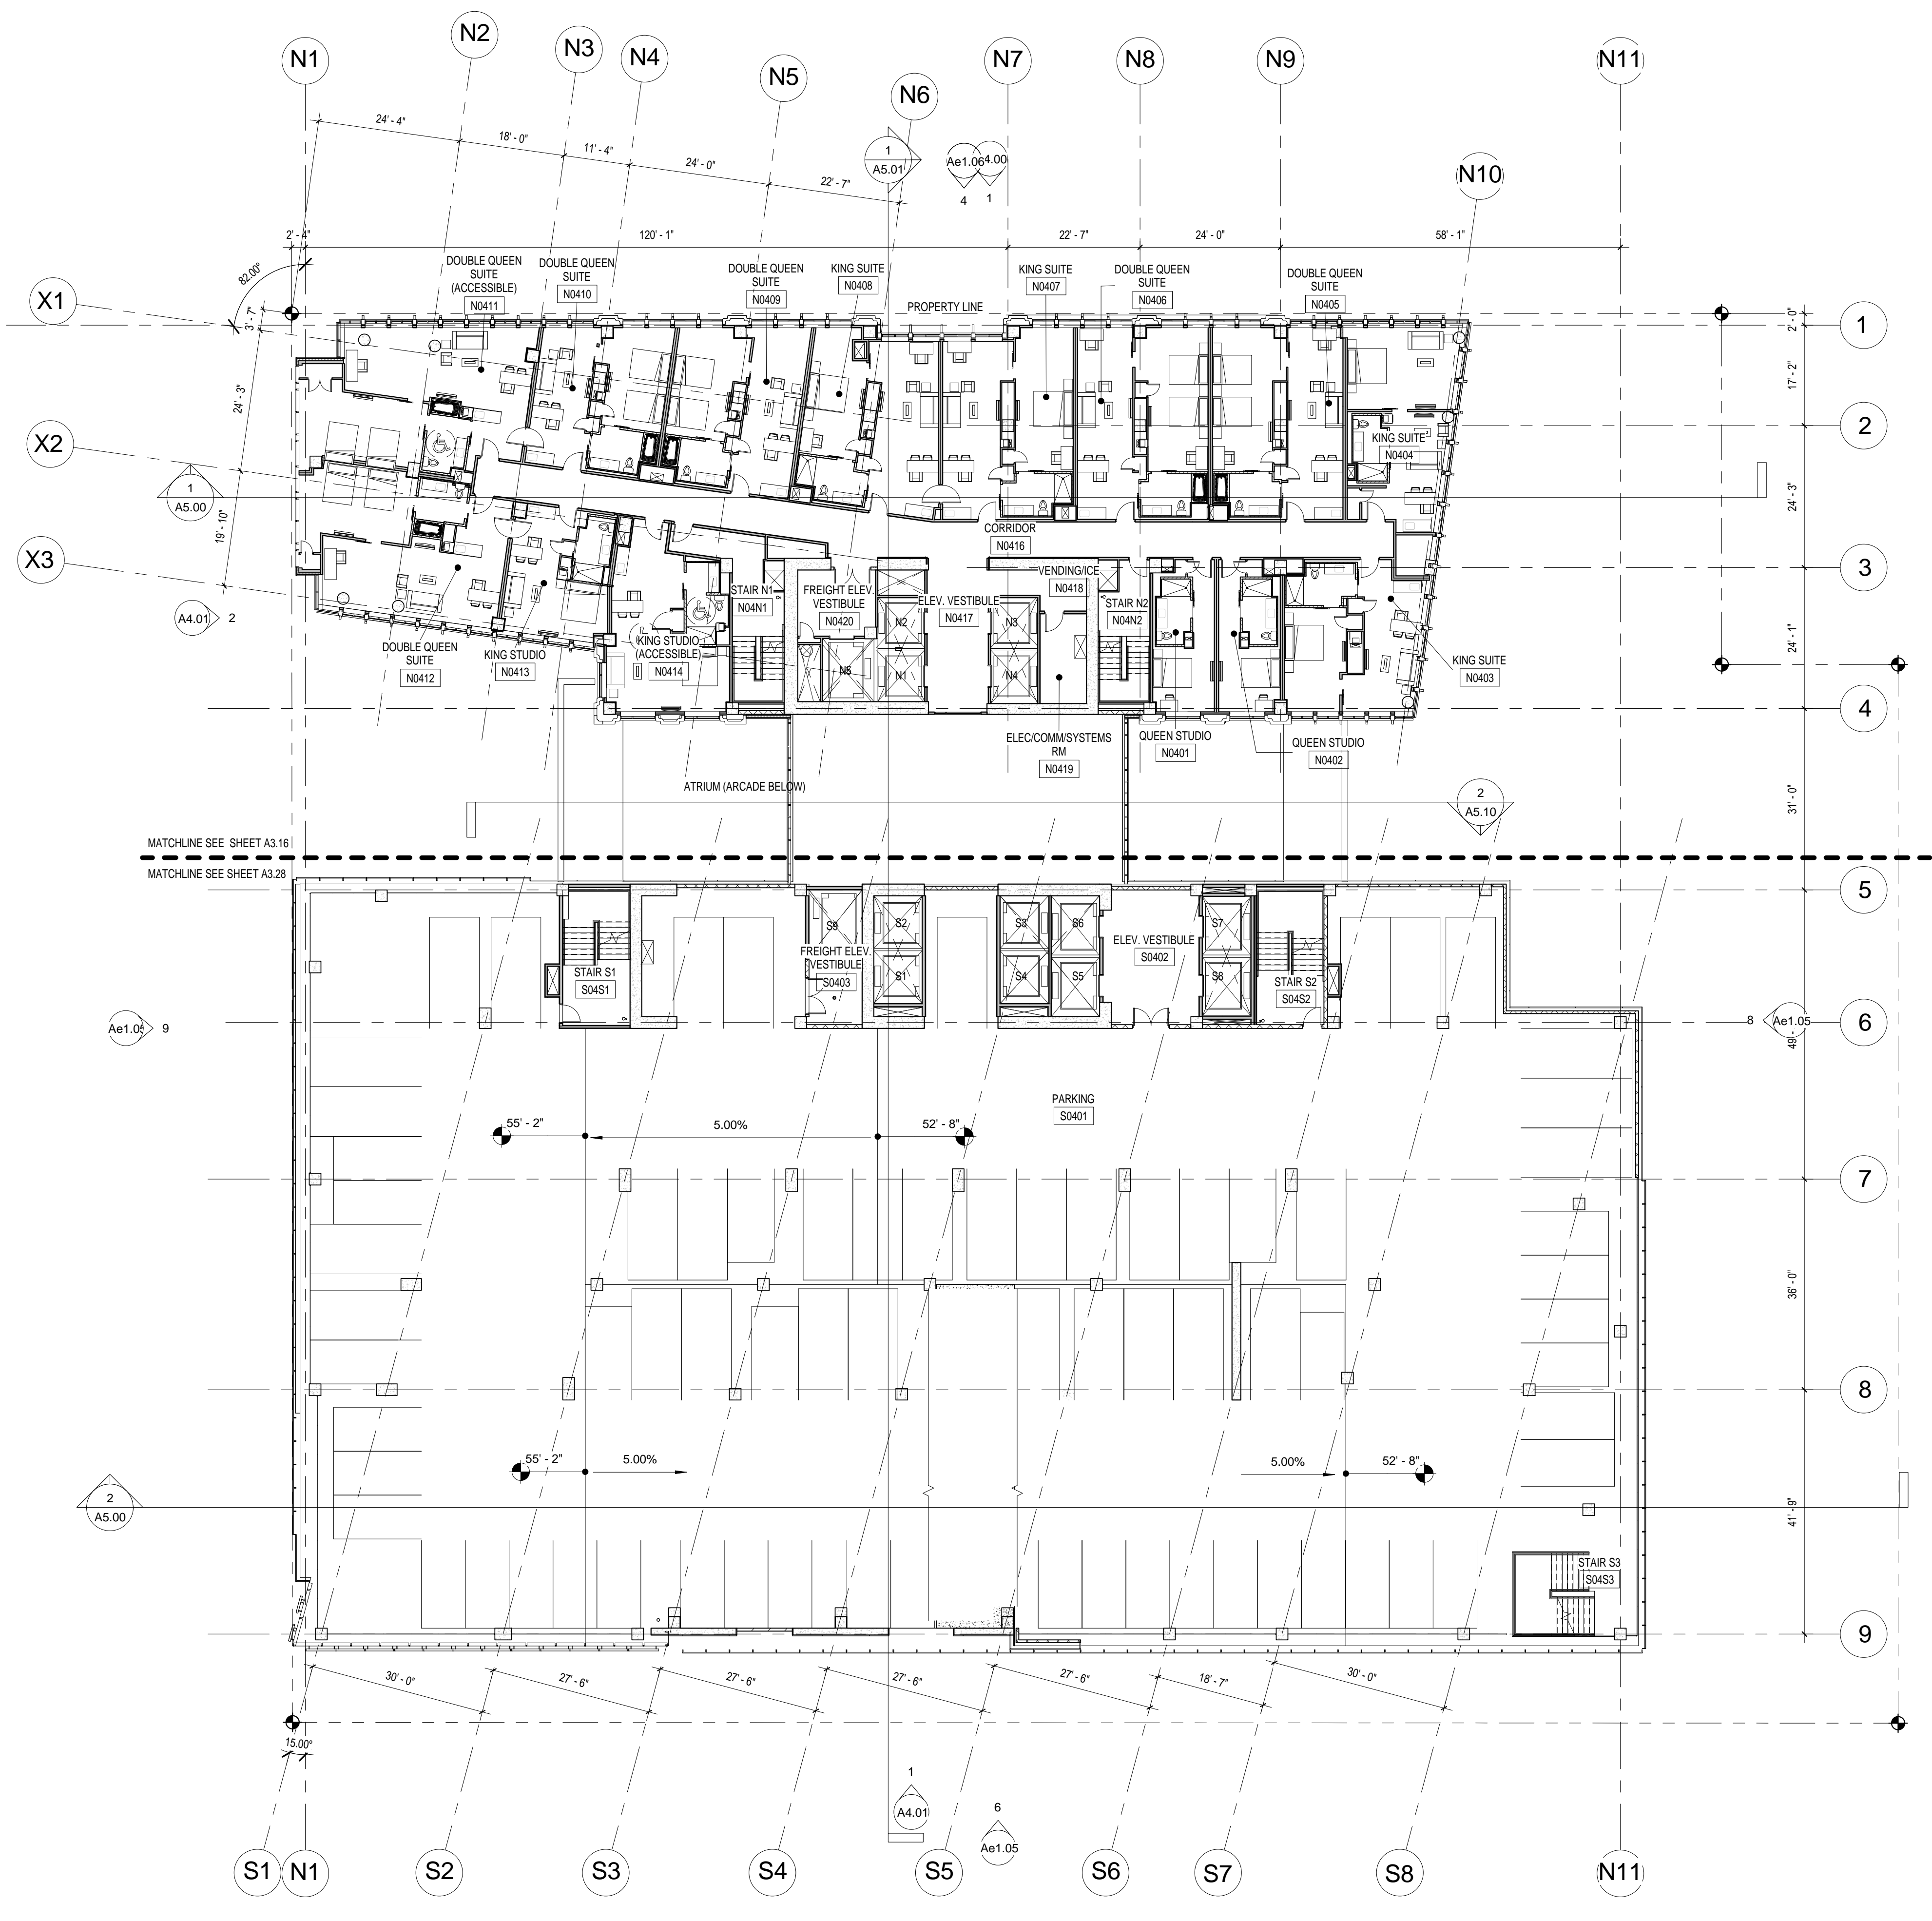 N1
N2
N3
N4
N5
N6
N7
N8
N9
N10
N11
24' - 4"
18' - 0"
11' - 4"
24' - 0"
22' - 7"
1
A5.01
Ae1.06
4.00
4
1
2' - 4"
120' - 1"
22' - 7"
24' - 0"
58' - 1"
82.00°
3' - 7"
24' - 3"
19' - 10"
X1
X2
X3
DOUBLE QUEEN
SUITE
(ACCESSIBLE)
N0411
DOUBLE QUEEN
SUITE
N0410
DOUBLE QUEEN
SUITE
N0409
KING SUITE
N0408
PROPERTY LINE
KING SUITE
N0407
DOUBLE QUEEN
SUITE
N0406
DOUBLE QUEEN
SUITE
N0405
KING SUITE
N0404
1
2
3
4
2' - 0"
17' - 2"
24' - 3"
24' - 1"
31' - 0"
1
A5.00
A4.01
2
CORRIDOR
N0416
VENDING/ICE
N0418
STAIR N1
N04N1
FREIGHT ELEV.
VESTIBULE
N0420
ELEV. VESTIBULE
N0417
STAIR N2
N04N2
N2
N1
N3
N4
N5
DOUBLE QUEEN
SUITE
N0412
KING STUDIO
N0413
KING STUDIO
(ACCESSIBLE)
N0414
KING SUITE
N0403
ELEC/COMM/SYSTEMS
RM
N0419
QUEEN STUDIO
N0401
QUEEN STUDIO
N0402
ATRIUM (ARCADE BELOW)
2
A5.10
MATCHLINE SEE SHEET A3.16
MATCHLINE SEE SHEET A3.28
5
6
7
8
9
STAIR S1
S04S1
S9
FREIGHT ELEV.
VESTIBULE
S0403
S2
S1
S3
S6
S4
S5
ELEV. VESTIBULE
S0402
S7
S8
STAIR S2
S04S2
Ae1.05
9
8
Ae1.05
49
36' - 0"
41' - 9"
PARKING
S0401
55' - 2"
5.00%
52' - 8"
55' - 2"
5.00%
5.00%
52' - 8"
2
A5.00
STAIR S3
S04S3
30' - 0"
27' - 6"
27' - 6"
27' - 6"
27' - 6"
18' - 7"
30' - 0"
15.00°
1
A4.01
6
Ae1.05
S1
N1
S2
S3
S4
S5
S6
S7
S8
N11